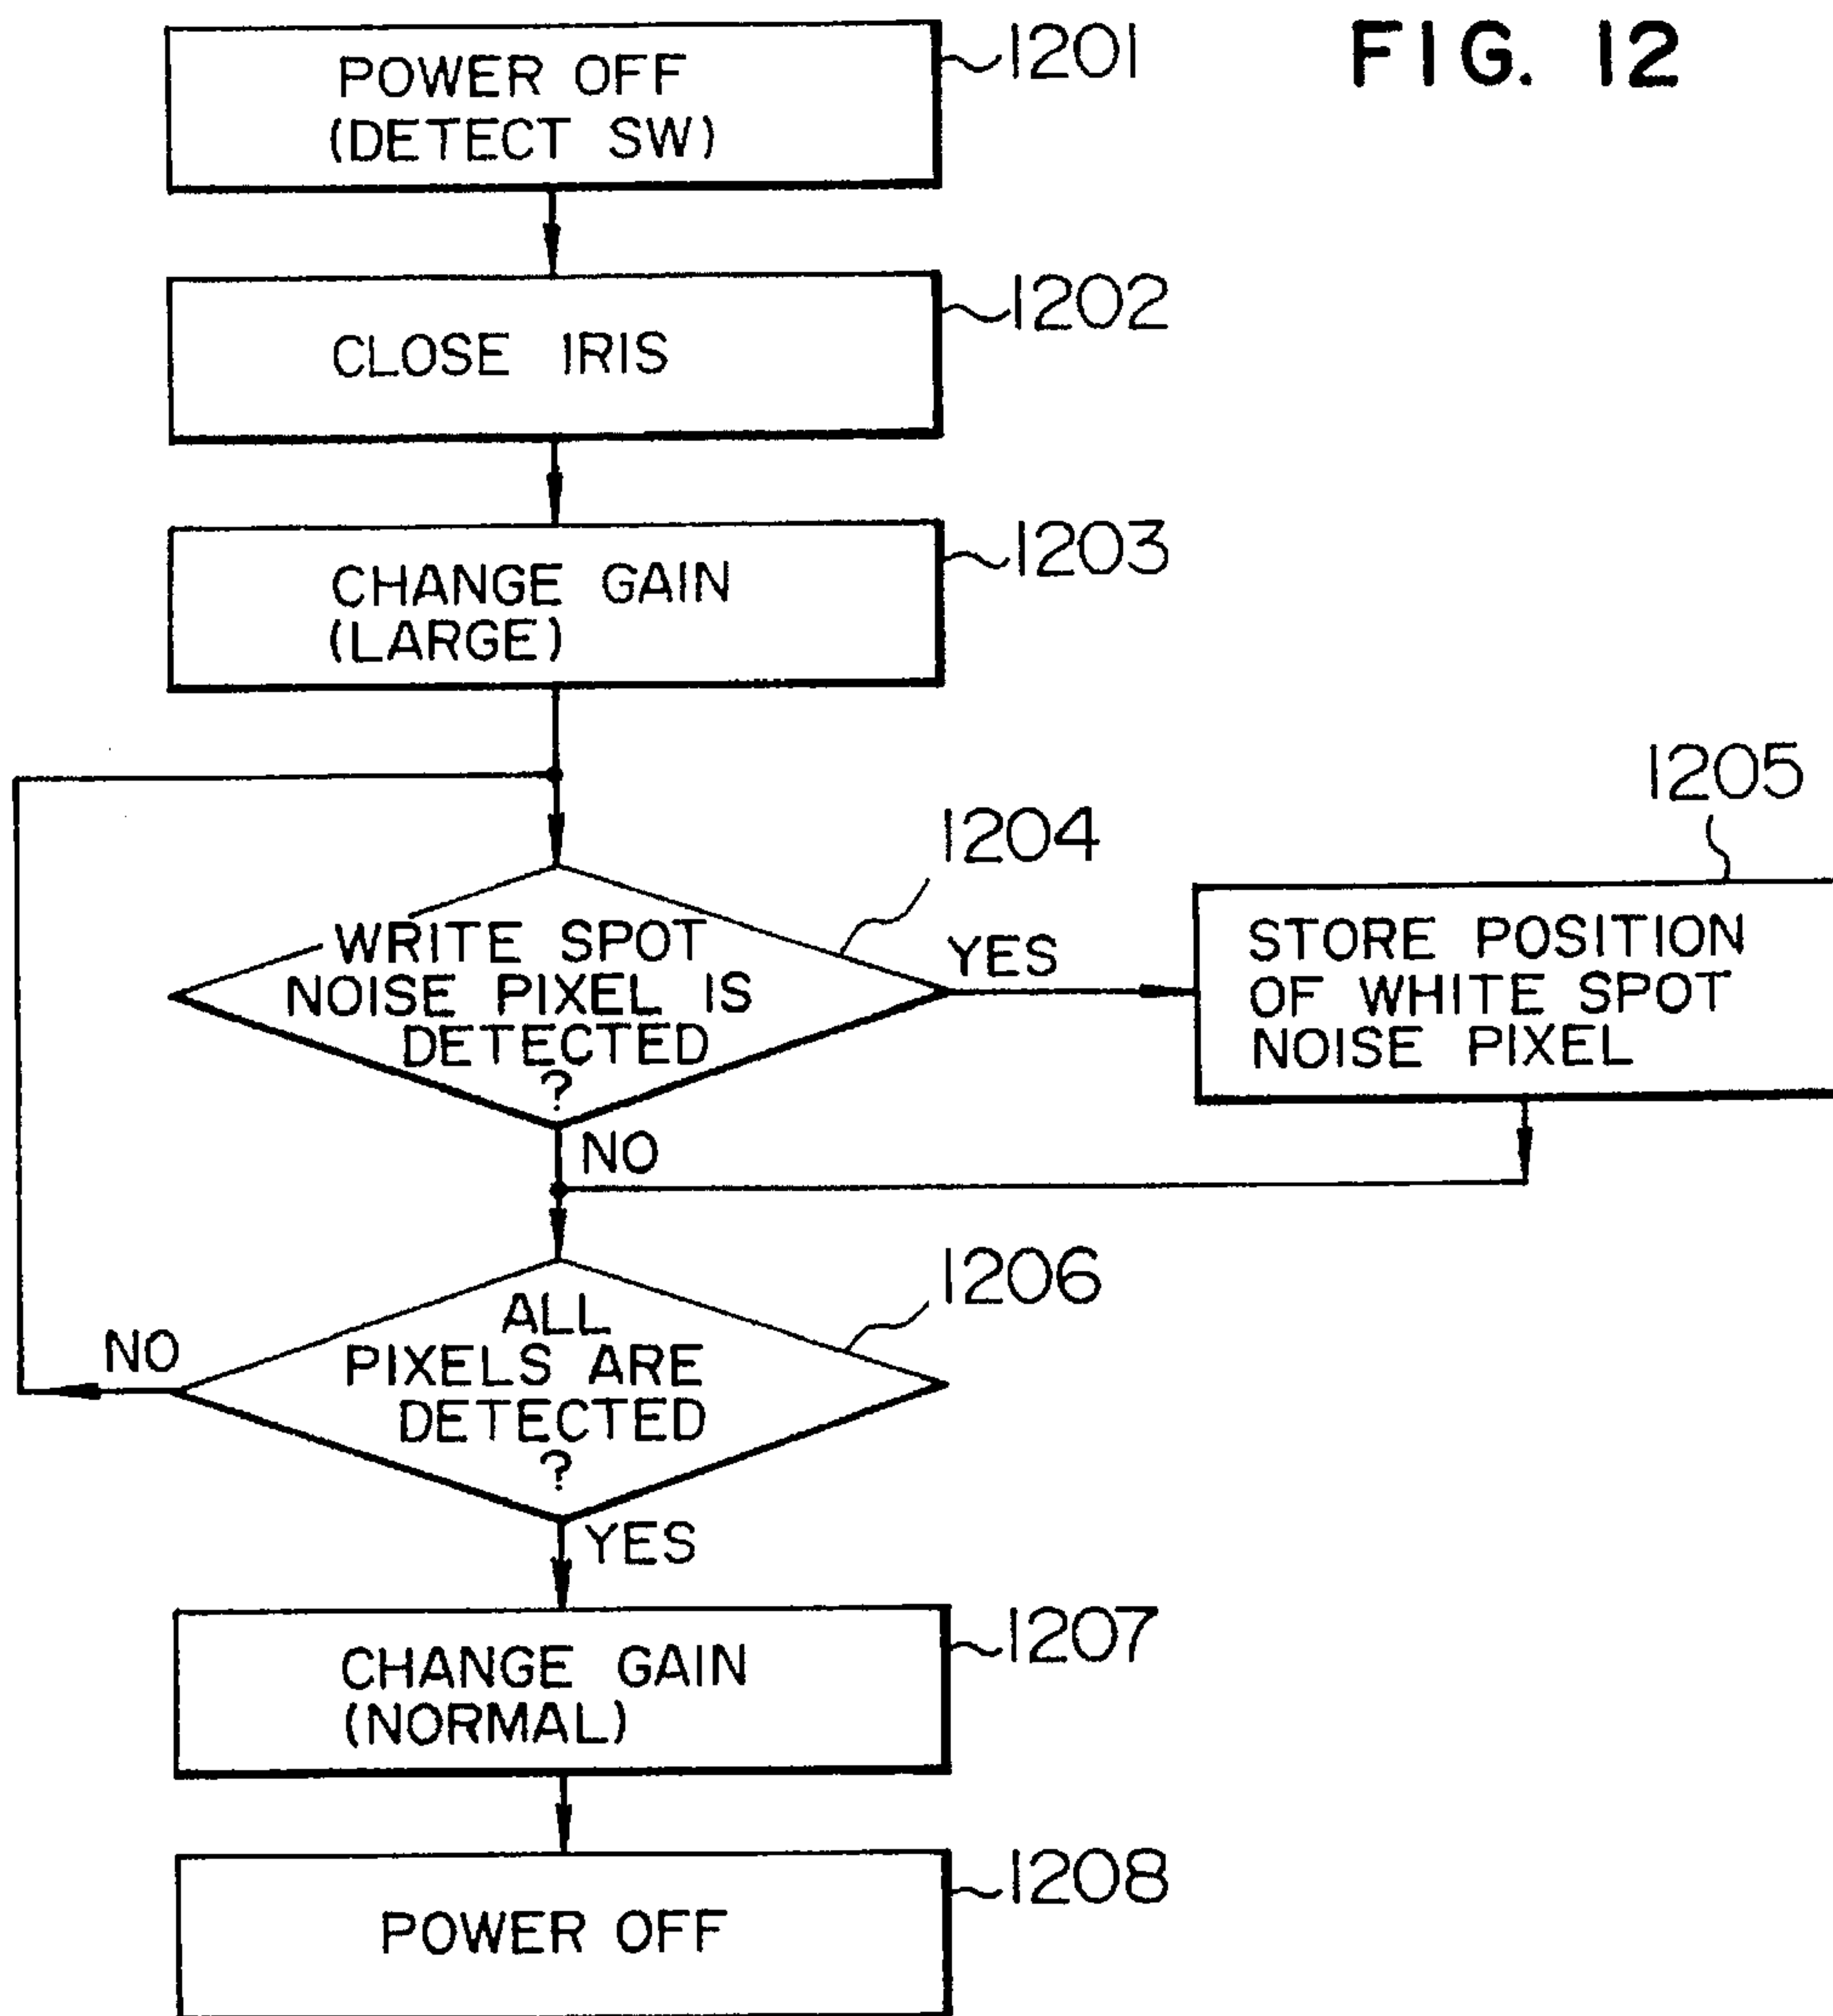 FIG. 12
POWER OFF
(DETECT SW)
1201
CLOSE IRIS
1202
CHANGE GAIN
(LARGE)
1203
WRITE SPOT
NOISE PIXEL IS
DETECTED
?
1204
YES
NO
STORE POSITION
OF WHITE SPOT
NOISE PIXEL
1205
ALL
PIXELS ARE
DETECTED
?
1206
NO
YES
CHANGE GAIN
(NORMAL)
1207
POWER OFF
1208